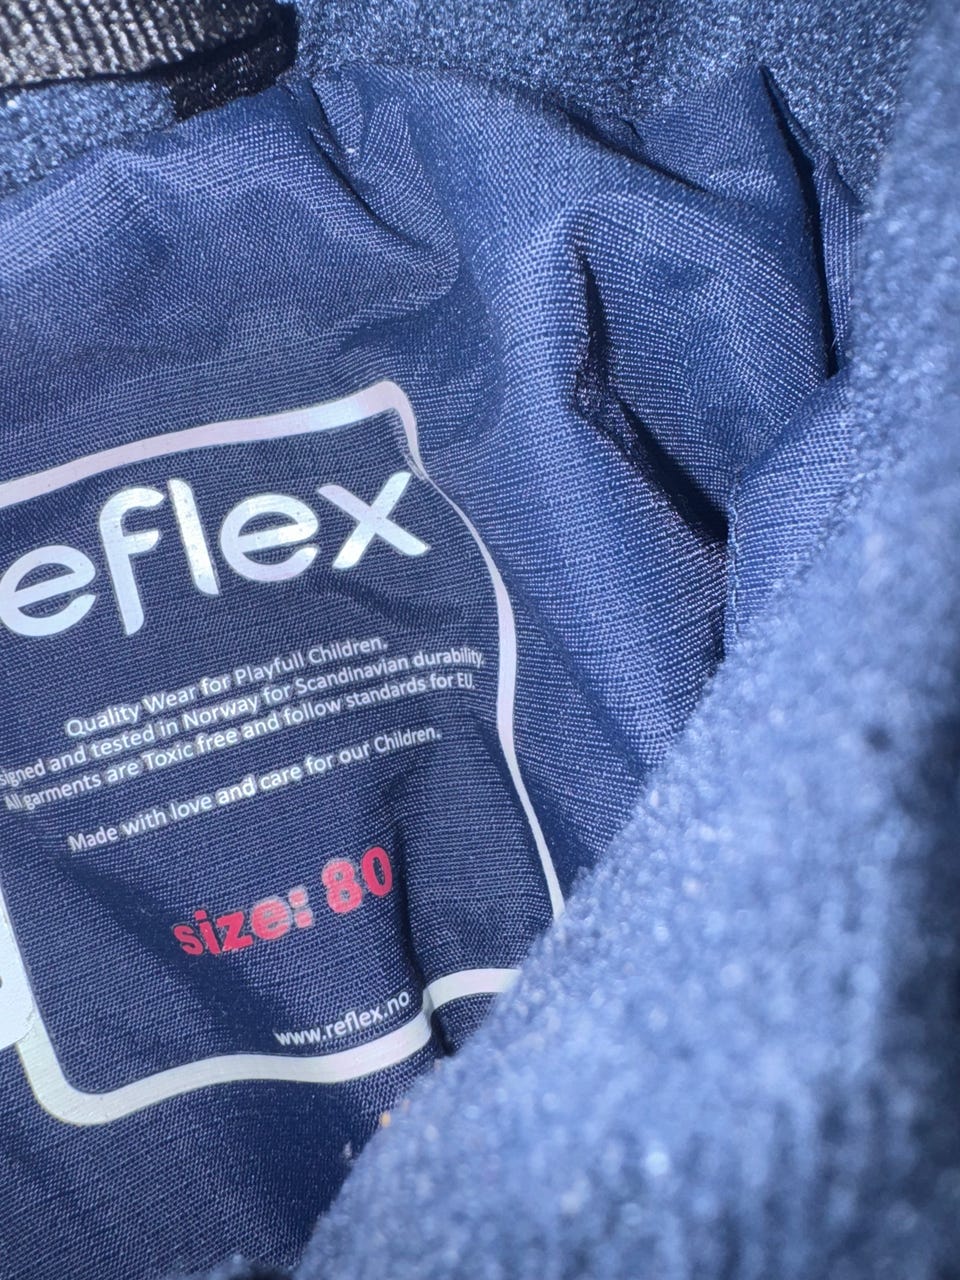 eflex
Quality Wear for Playfull Children.
signed and tested in Norway for Scandinavian durability.
All garments are Toxic free and follow standards for EU.
Made with love and care for our Children.
size: 80
www.reflex.no